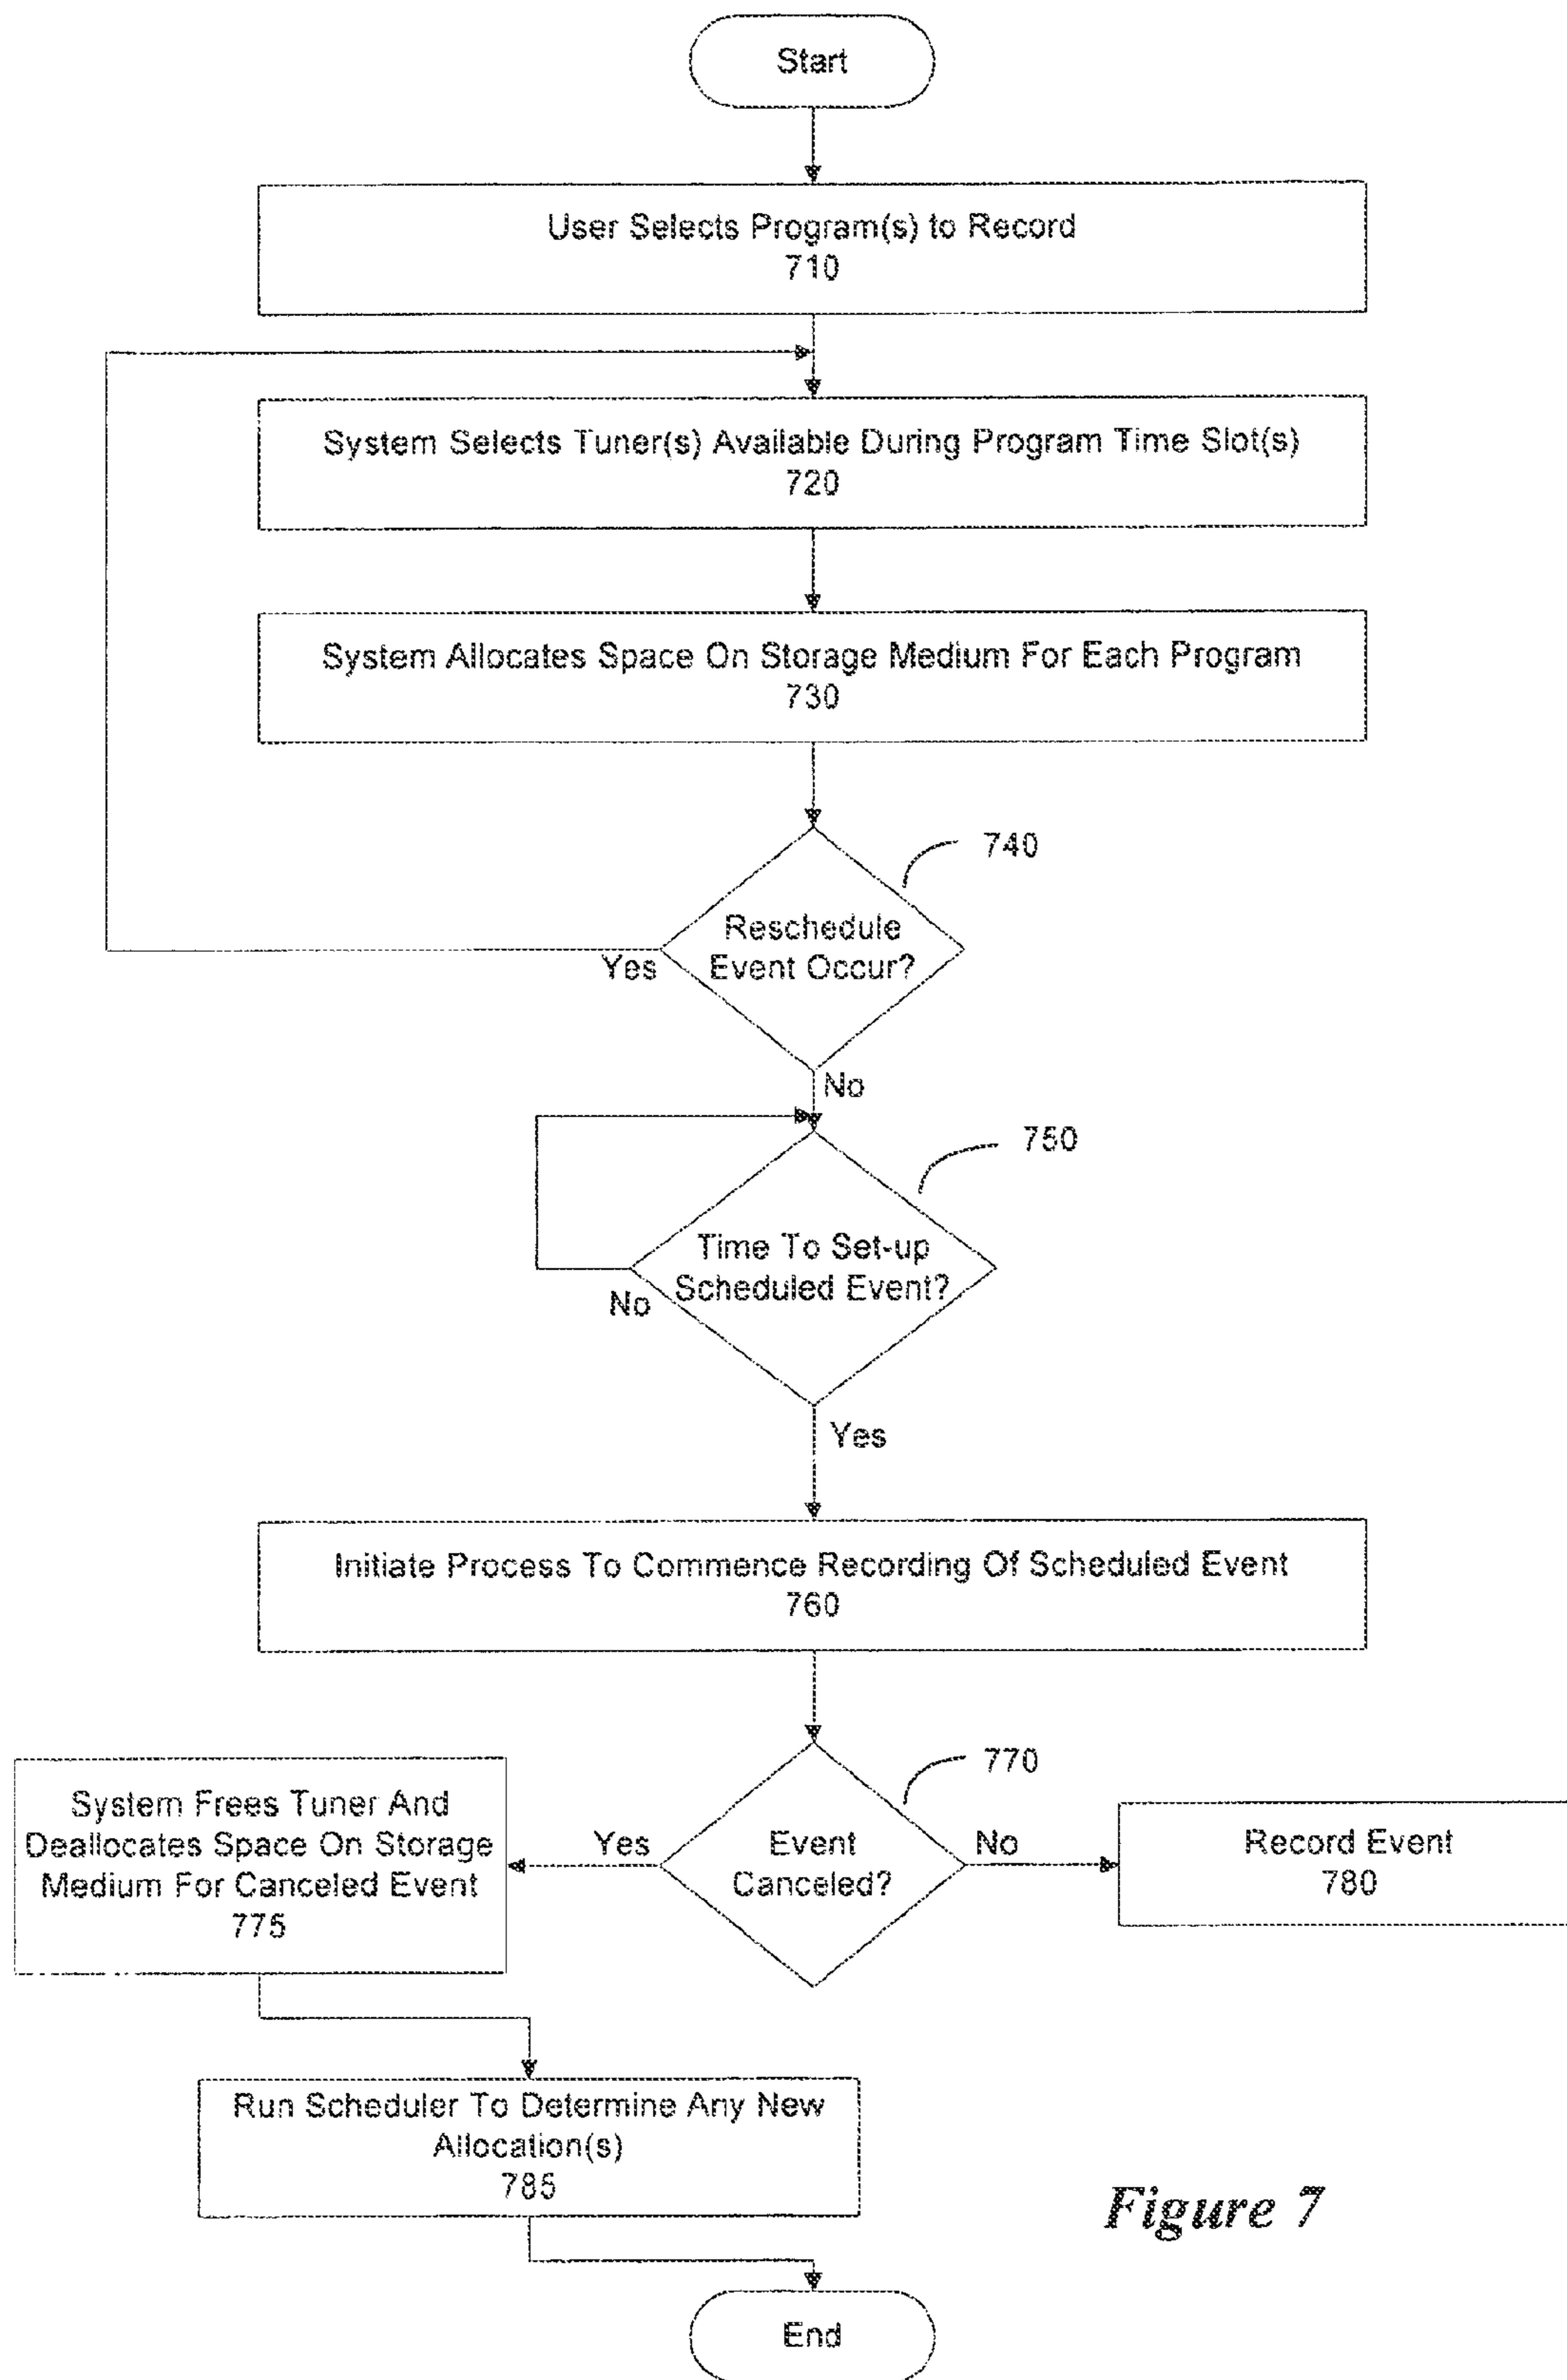 Start
User Selects Program(s) to Record
710
System Selects Tuner(s) Available During Program Time Slot(s)
720
System Allocates Space On Storage Medium For Each Program
730
740
Reschedule
Event Occur?
Yes
No
750
Time To Set-up
Scheduled Event?
No
Yes
Initiate Process To Commence Recording Of Scheduled Event
760
770
System Frees Tuner And
Deallocates Space On Storage
Medium For Canceled Event
775
Yes
Event
Canceled?
No
Record Event
780
Run Scheduler To Determine Any New
Allocation(s)
785
Figure 7
End